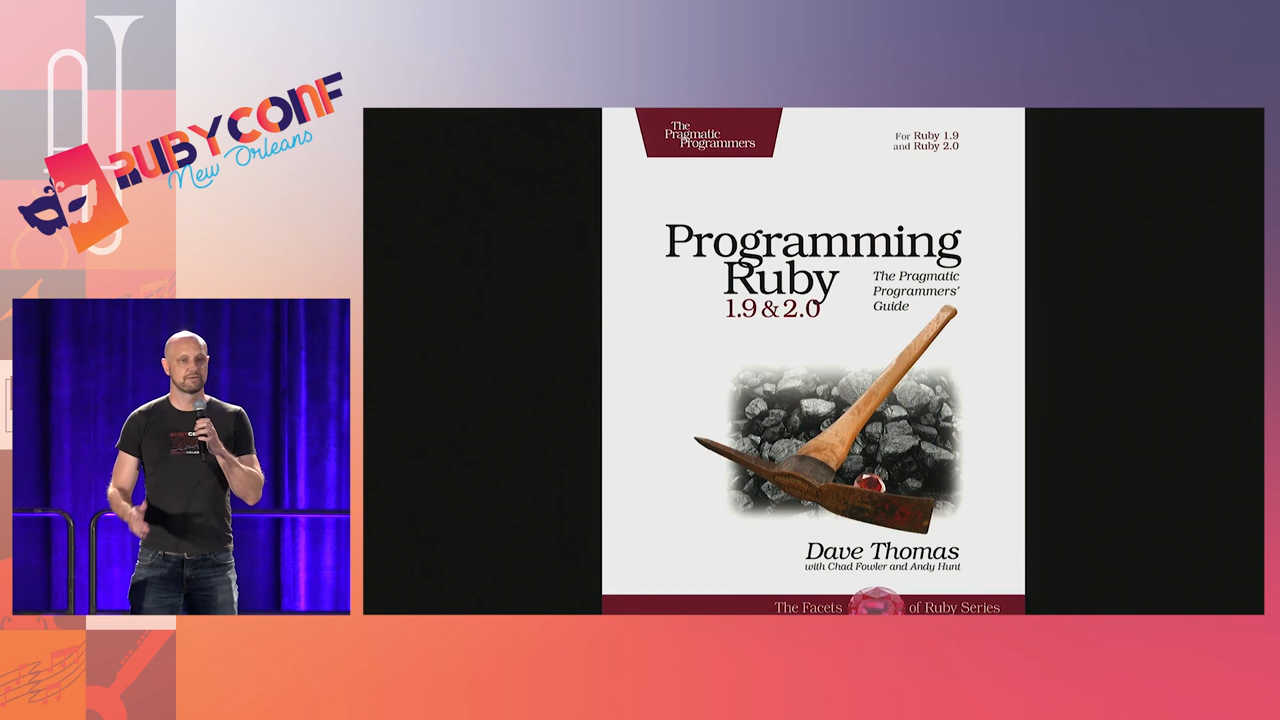 RUBYCONF
New Orleans
The
Pragmatic
Programmers
For Ruby 1.9
and Ruby 2.0
Programming
Ruby
1.9 & 2.0
The Pragmatic
Programmers'
Guide
Dave Thomas
with Chad Fowler and Andy Hunt
The Facets of Ruby Series